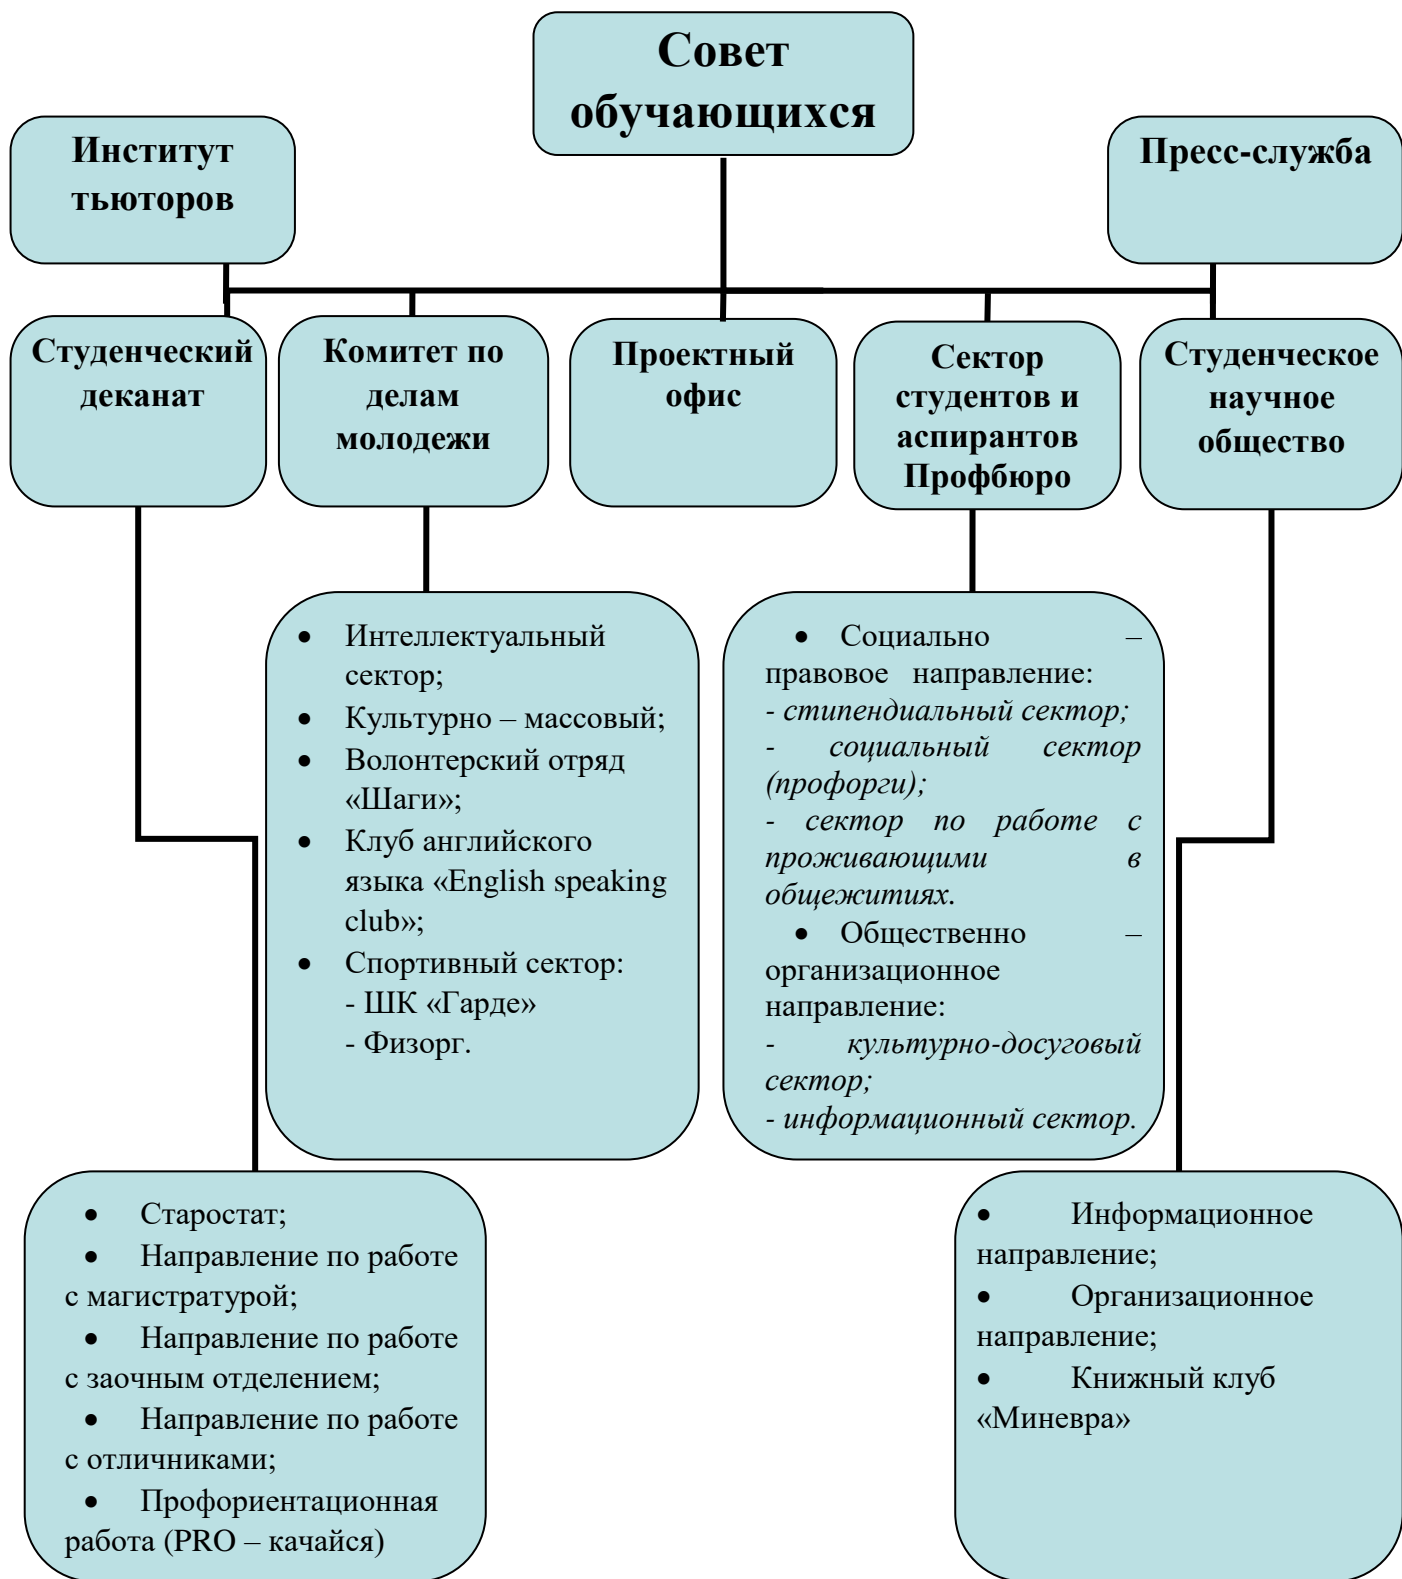 Совет
обучающихся
Институт
тьюторов
Пресс-служба
Студенческий
деканат
Комитет по
делам
молодежи
Проектный
офис
Сектор
студентов и
аспирантов
Профбюро
Студенческое
научное
общество
• Интеллектуальный
сектор;
• Культурно – массовый;
• Волонтерский отряд
«Шаги»;
• Клуб английского
языка «English speaking
club»;
• Спортивный сектор:
- ШК «Гарде»
- Физорг.
• Социально –
правовое направление:
- стипендиальный сектор;
- социальный сектор
(профорги);
- сектор по работе с
проживающими в
общежитиях.
• Общественно –
организационное
направление:
- культурно-досуговый
сектор;
- информационный сектор.
• Старостат;
• Направление по работе
с магистратурой;
• Направление по работе
с заочным отделением;
• Направление по работе
с отличниками;
• Профориентационная
работа (PRO – качайся)
• Информационное
направление;
• Организационное
направление;
• Книжный клуб
«Миневра»